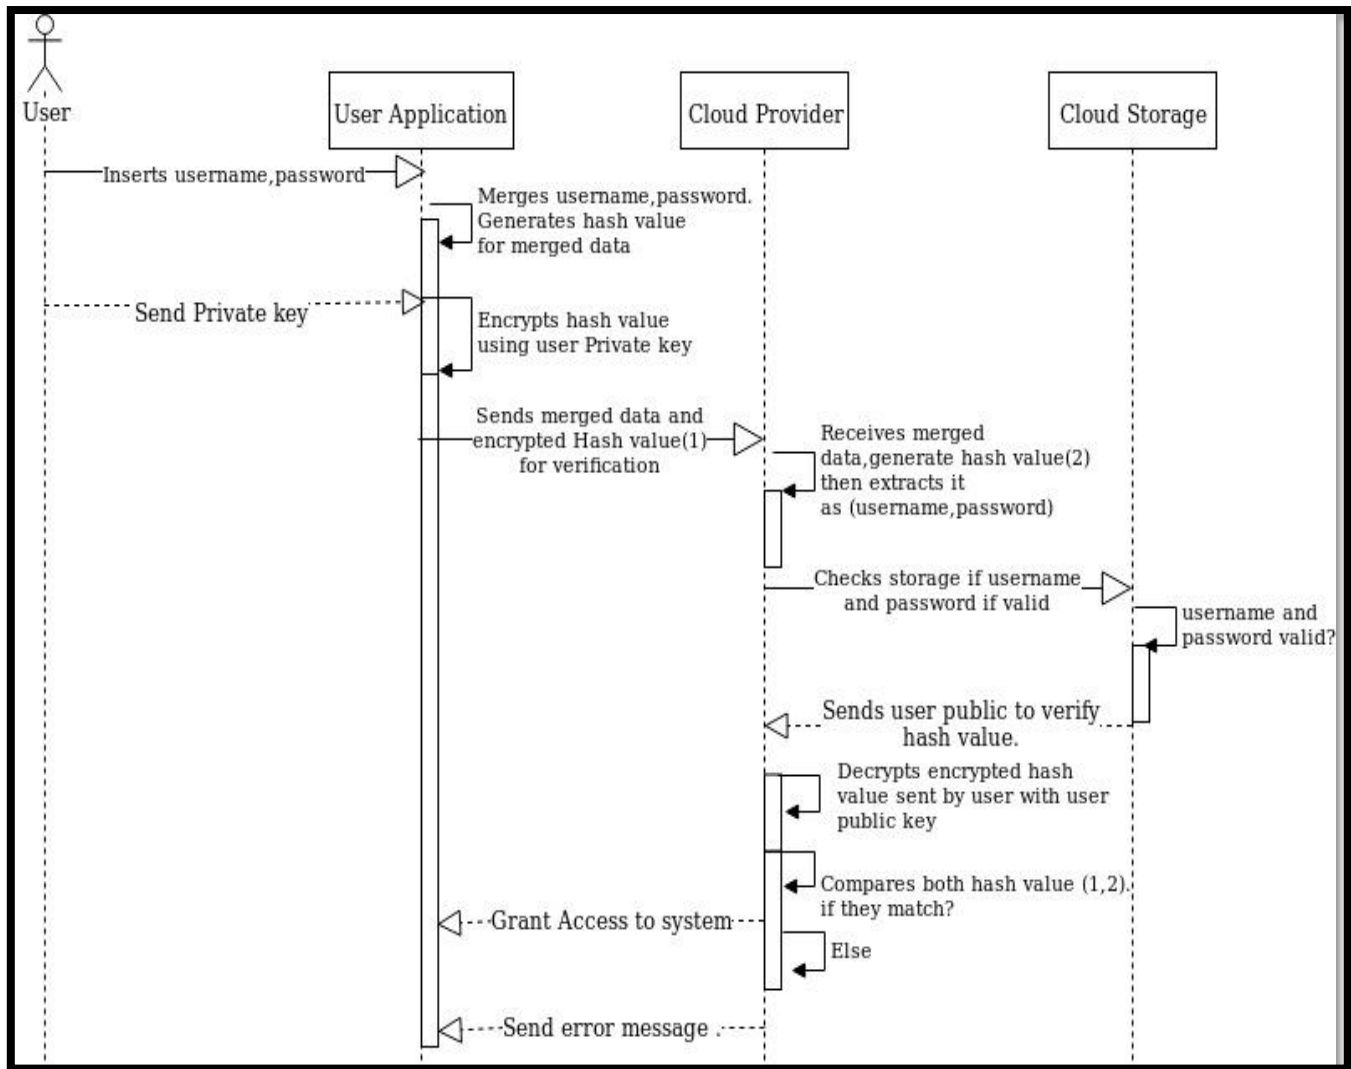 User
User Application
Cloud Provider
Cloud Storage
Inserts username,password
Merges username,password.
Generates hash value
for merged data
Send Private key
Encrypts hash value
using user Private key
Sends merged data and
encrypted Hash value(1)
for verification
Receives merged
data,generate hash value(2)
then extracts it
as (username,password)
Checks storage if username
and password if valid
username and
password valid?
Sends user public to verify
hash value.
Decrypts encrypted hash
value sent by user with user
public key
Compares both hash value (1,2).
if they match?
Grant Access to system
Else
Send error message .